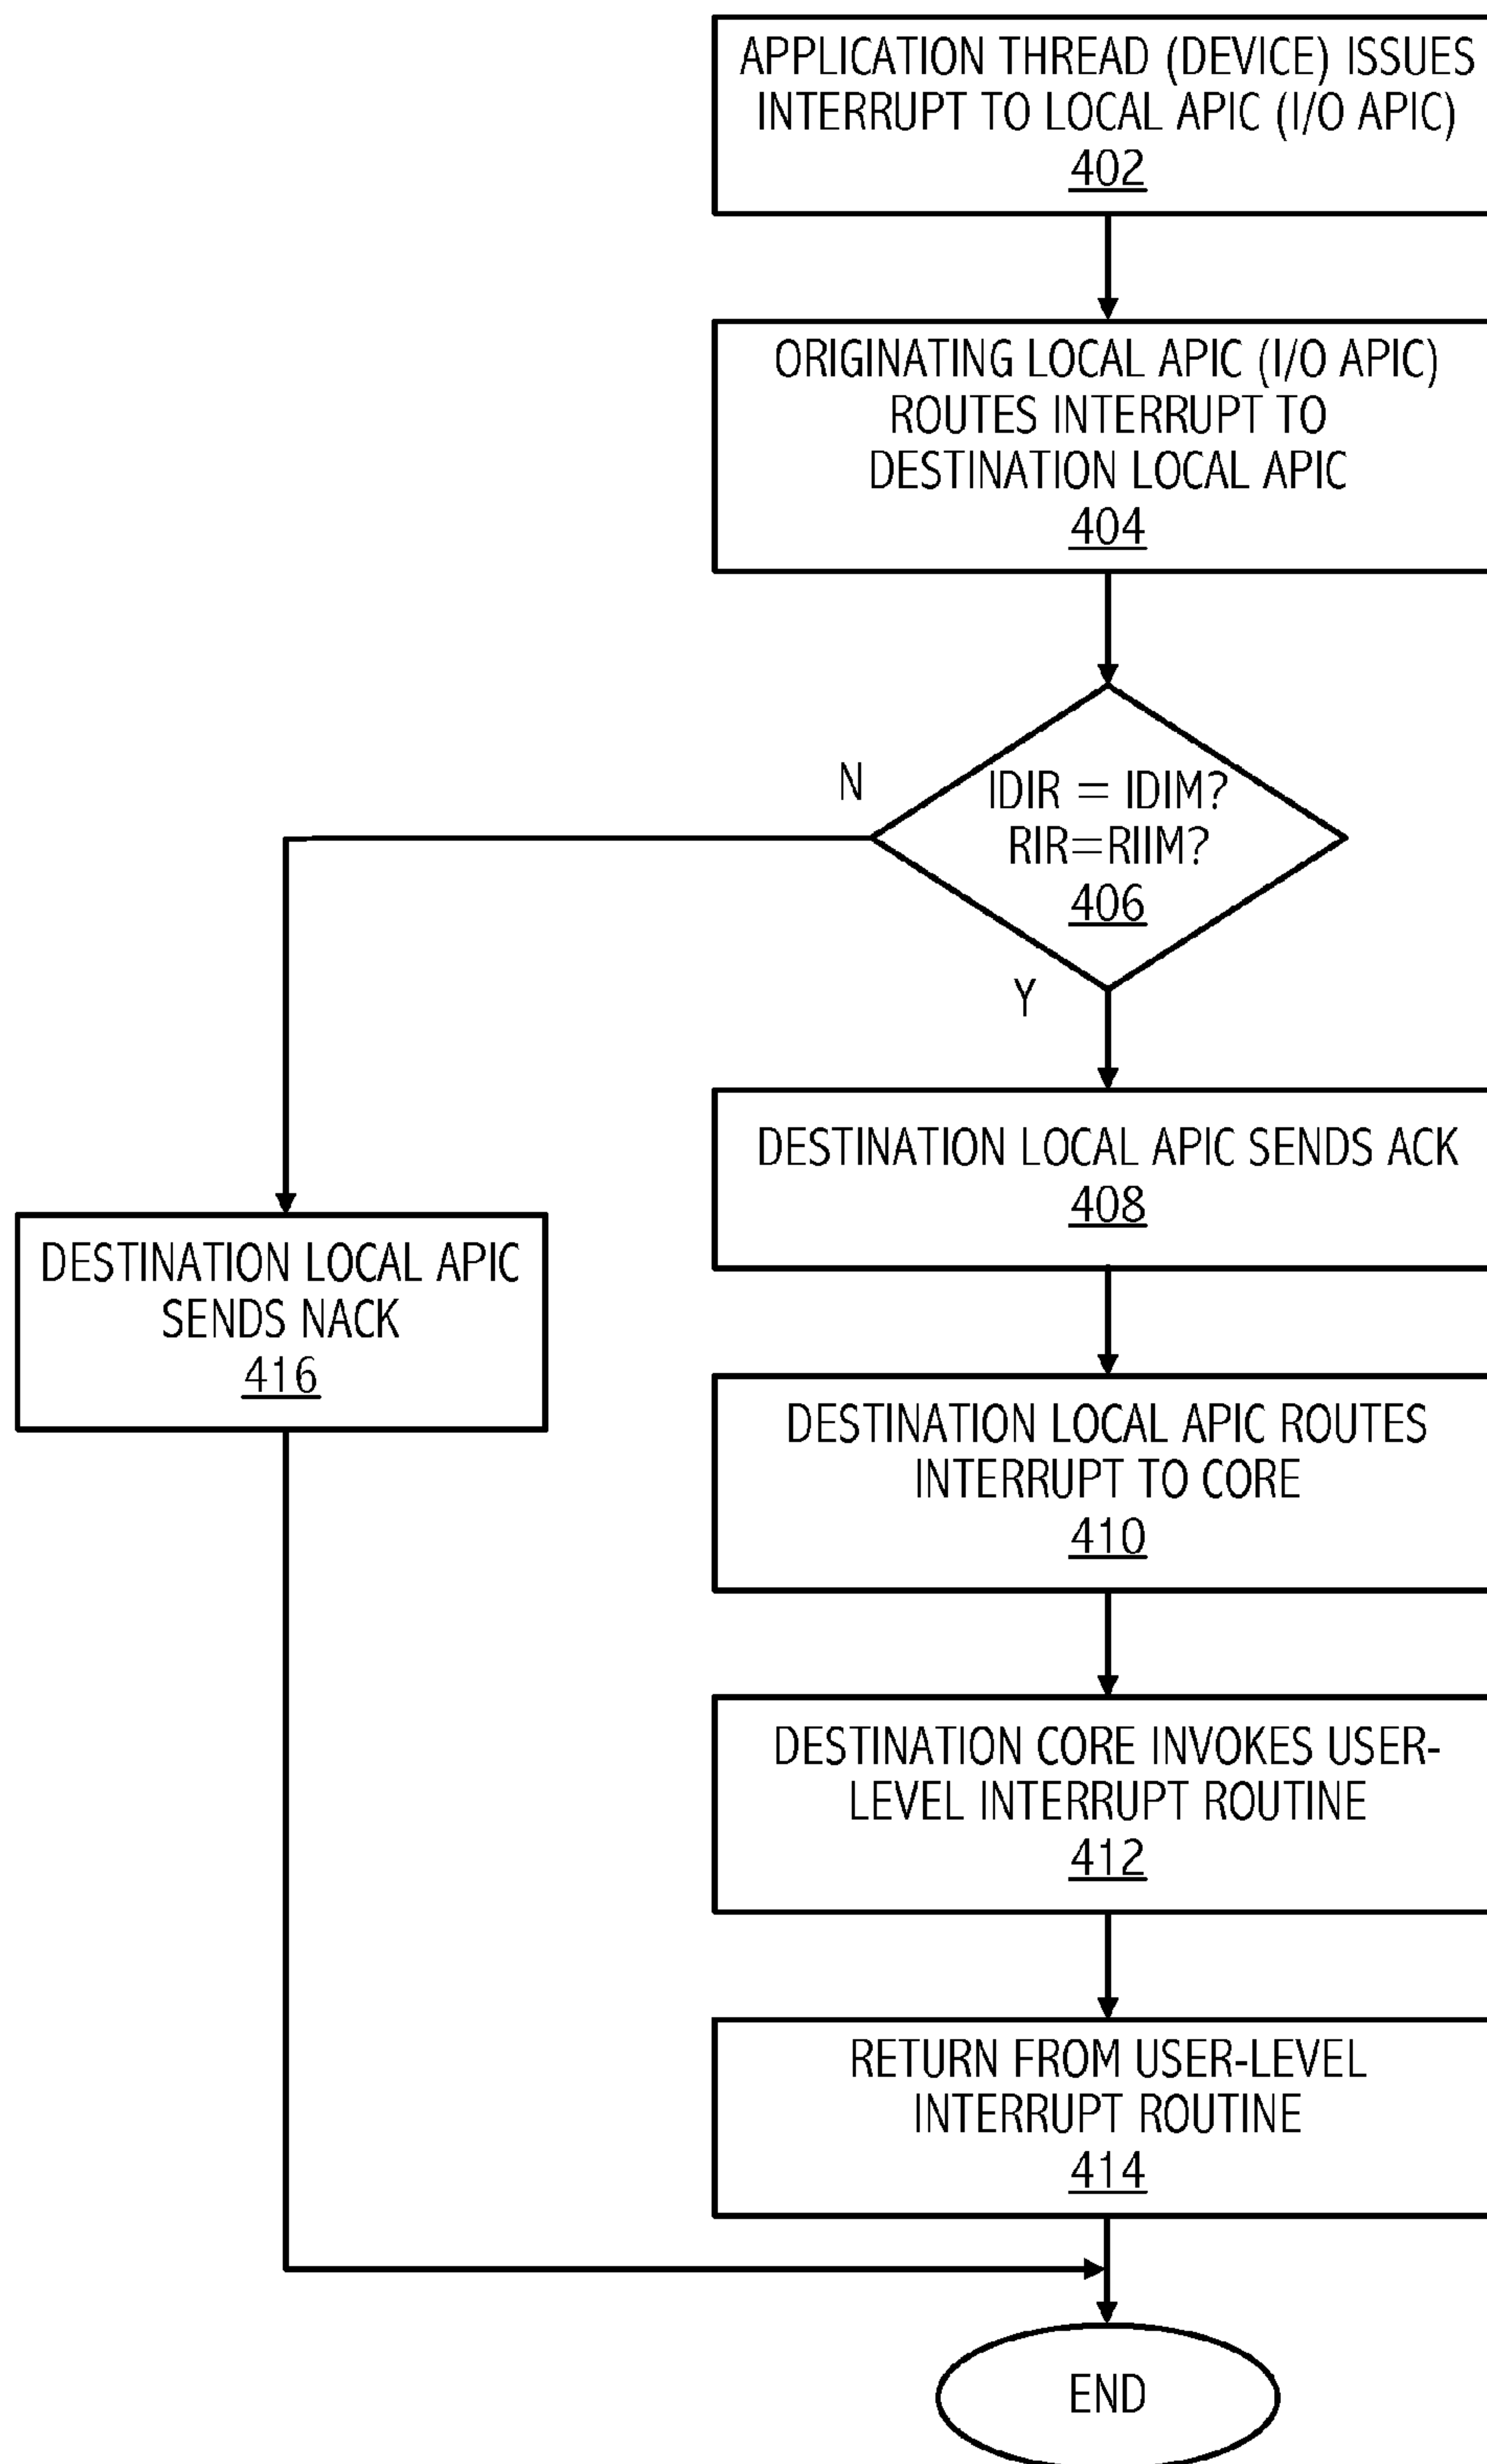 APPLICATION THREAD (DEVICE) ISSUES
INTERRUPT TO LOCAL APIC (I/O APIC)
402
ORIGINATING LOCAL APIC (I/O APIC)
ROUTES INTERRUPT TO
DESTINATION LOCAL APIC
404
N
IDIR = IDIM?
RIR=RIIM?
406
Y
DESTINATION LOCAL APIC SENDS ACK
408
DESTINATION LOCAL APIC
SENDS NACK
416
DESTINATION LOCAL APIC ROUTES
INTERRUPT TO CORE
410
DESTINATION CORE INVOKES USER-
LEVEL INTERRUPT ROUTINE
412
RETURN FROM USER-LEVEL
INTERRUPT ROUTINE
414
END